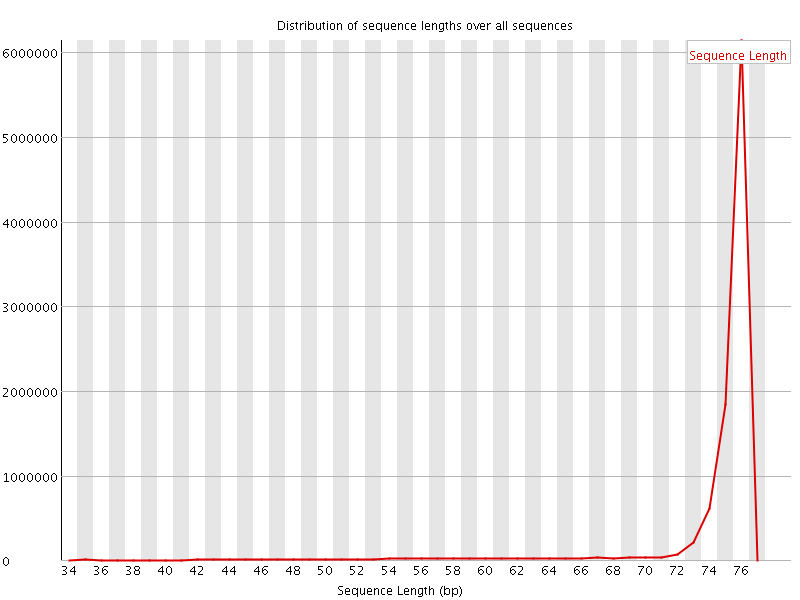 Distribution of sequence lengths over all sequences
6000000
Sequence Length
5000000
4000000
3000000
2000000
1000000
0
34 36 38 40 42 44 46 48 50 52 54 56 58 60 62 64 66 68 70 72 74 76
Sequence Length (bp)